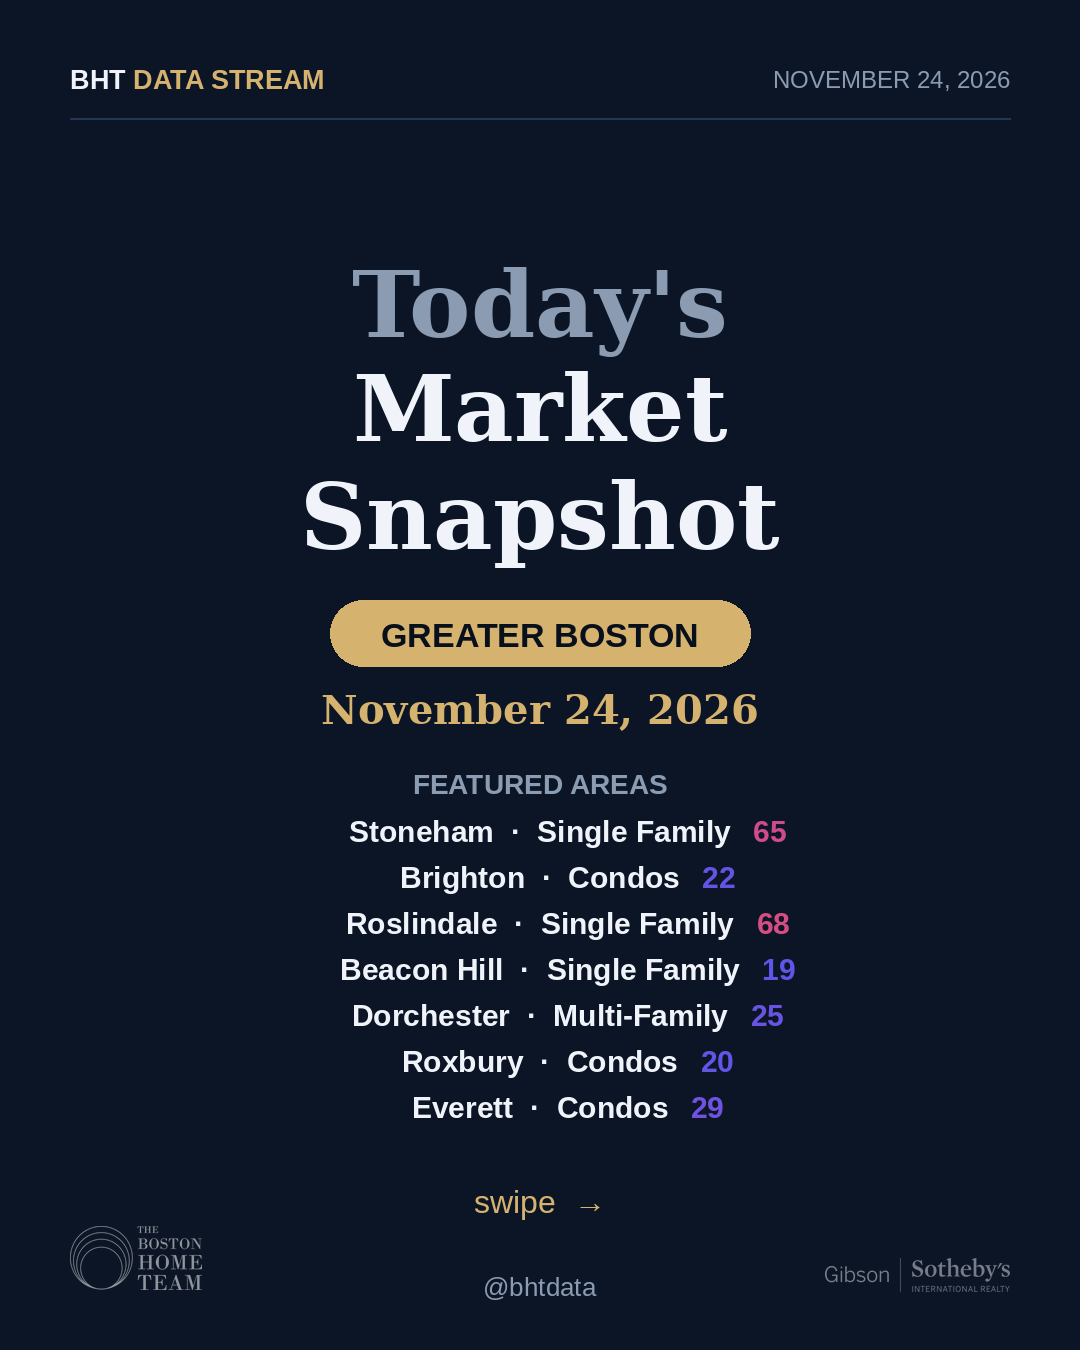 BHT DATA STREAM
NOVEMBER 24, 2026
Today's
Market
Snapshot
GREATER BOSTON
November 24, 2026
FEATURED AREAS
Stoneham · Single Family 65
Brighton · Condos 22
Roslindale · Single Family 68
Beacon Hill · Single Family 19
Dorchester · Multi-Family 25
Roxbury · Condos 20
Everett · Condos 29
swipe →
THE
BOSTON
HOME
TEAM
@bhtdata
Gibson
Sotheby's
INTERNATIONAL REALTY